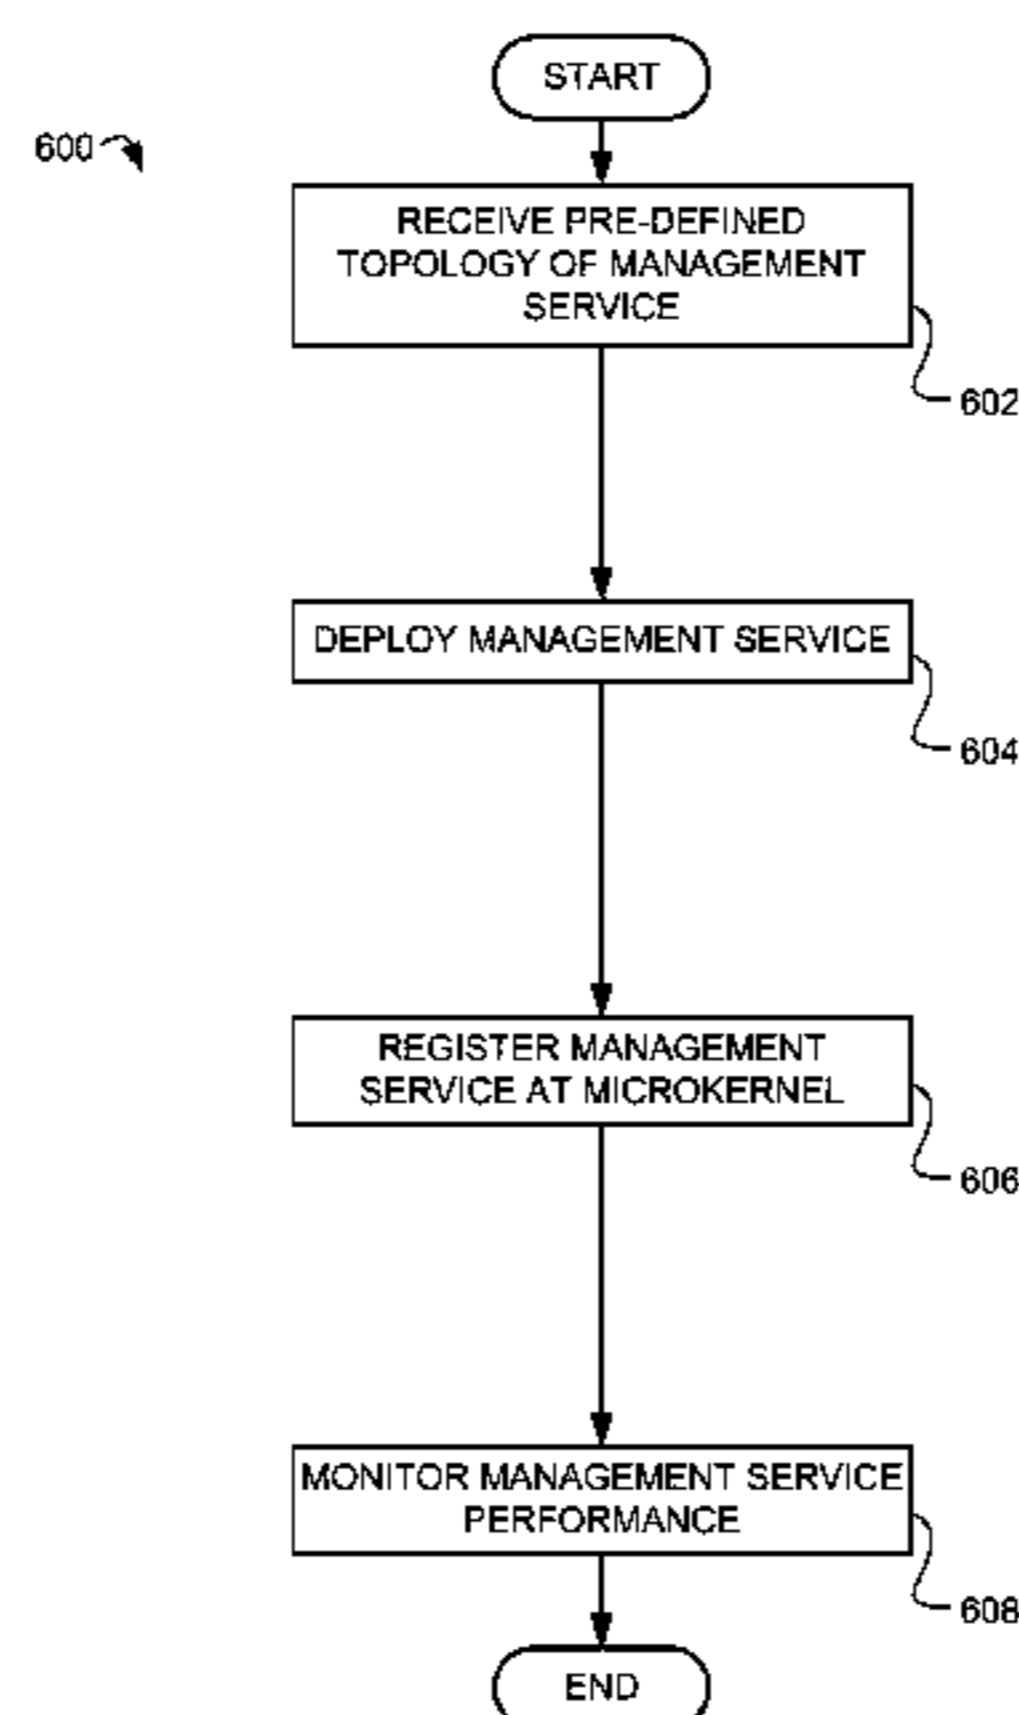 START
600
RECEIVE PRE-DEFINED
TOPOLOGY OF MANAGEMENT
SERVICE
602
DEPLOY MANAGEMENT SERVICE
604
REGISTER MANAGEMENT
SERVICE AT MICROKERNEL
606
MONITOR MANAGEMENT SERVICE
PERFORMANCE
608
END